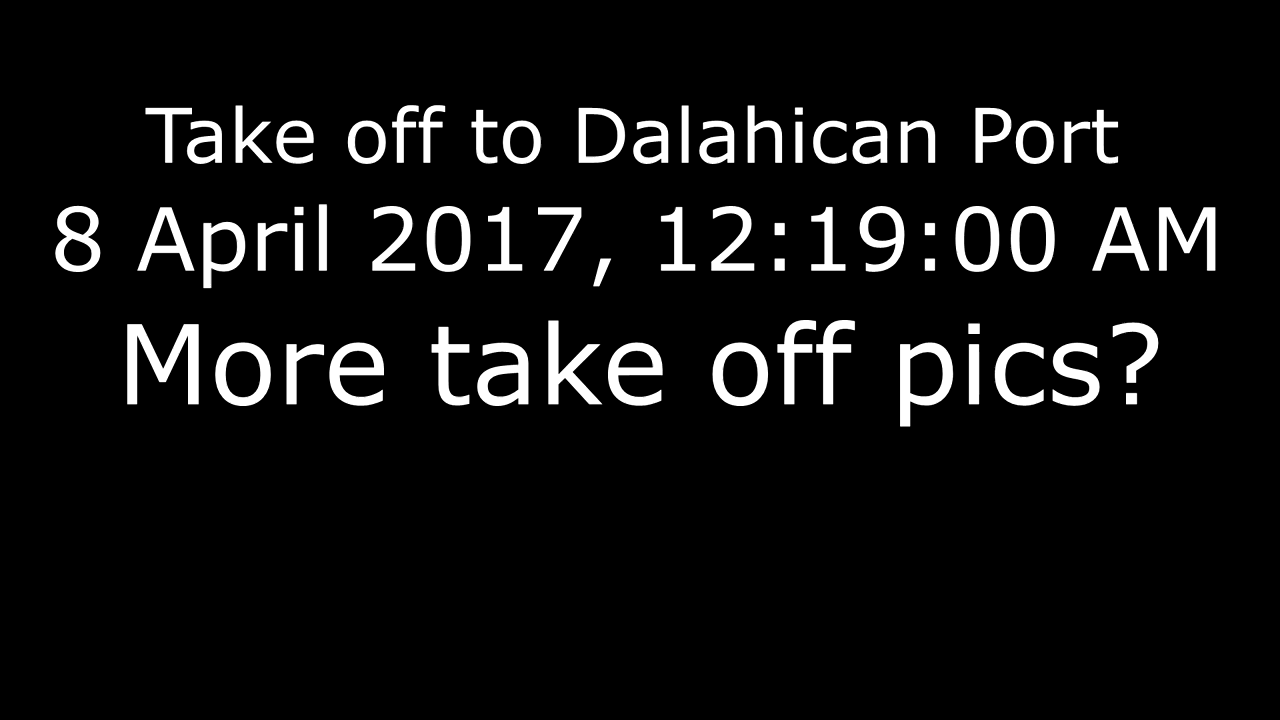 Take off to Dalahican Port
8 April 2017, 12:19:00 AM
More take off pics?